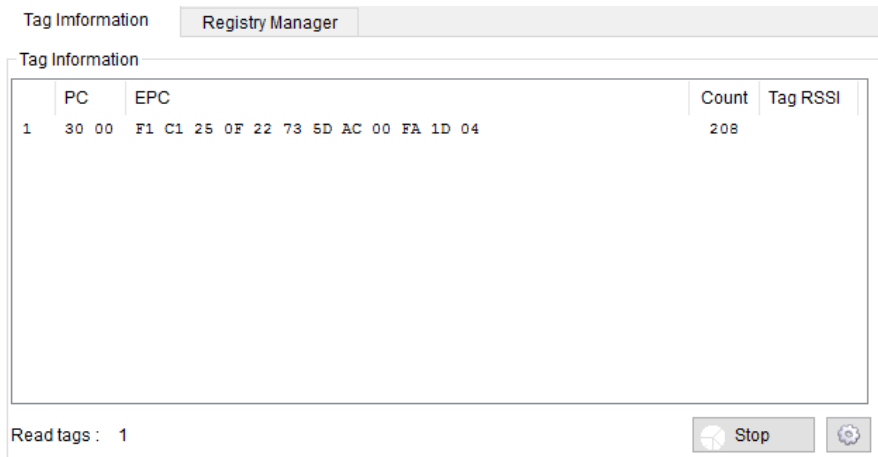 Tag Imformation Registry Manager
Tag Information
PC EPC Count Tag RSSI
1 30 00 F1 C1 25 0F 22 73 5D AC 00 FA 1D 04 208
Read tags : 1 Stop